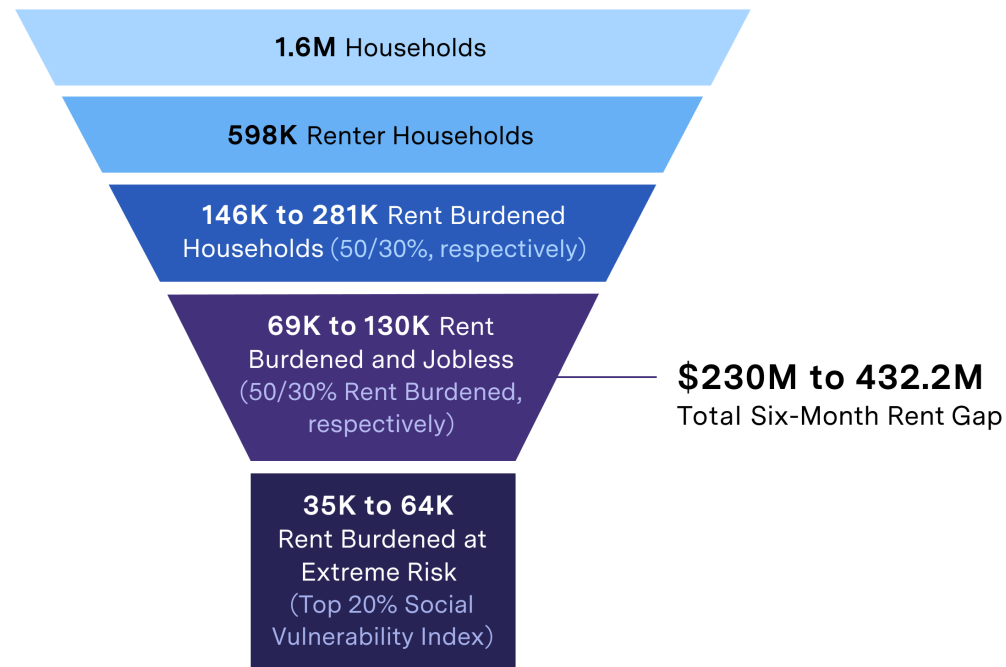 1.6M Households
598K Renter Households
146K to 281K Rent Burdened
Households (50/30%, respectively)
69K to 130K Rent
Burdened and Jobless
(50/30% Rent Burdened,
respectively)
$230M to 432.2M
Total Six-Month Rent Gap
35K to 64K
Rent Burdened at
Extreme Risk
(Top 20% Social
Vulnerability Index)